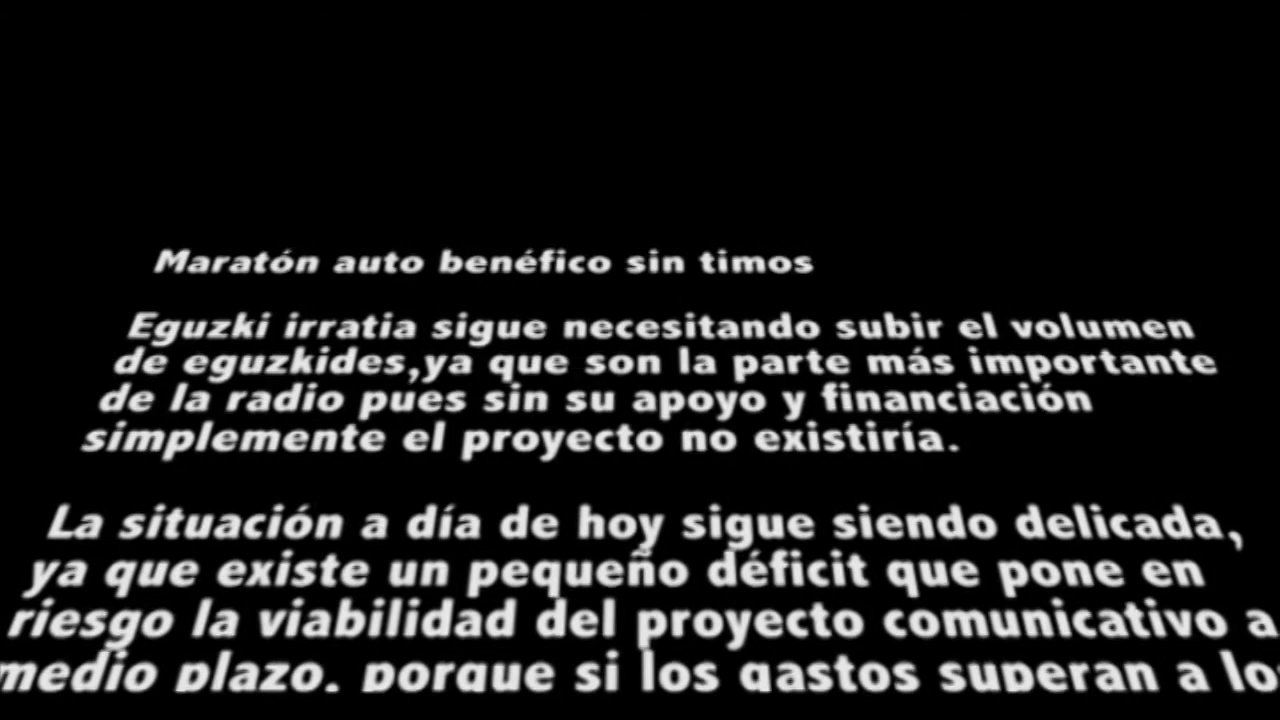 Maratón auto benéfico sin timos
Eguzki irratia sigue necesitando subir el volumen
de eguzkides,ya que son la parte más importante
de la radio pues sin su apoyo y financiación
simplemente el proyecto no existiría.
La situación a día de hoy sigue siendo delicada,
ya que existe un pequeño déficit que pone en
riesgo la viabilidad del proyecto comunicativo a
medio plazo, porque si los gastos superan a lo